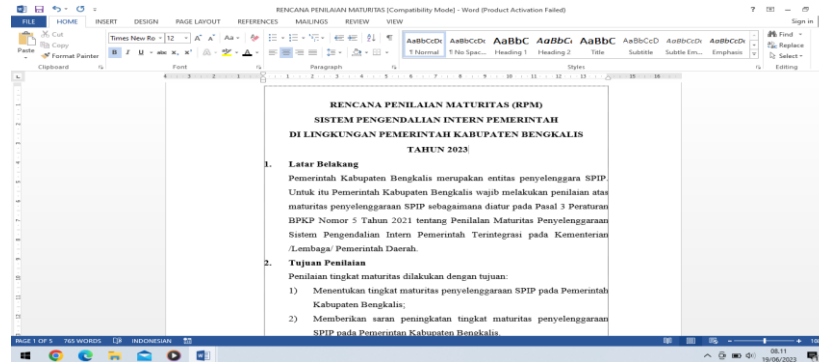 RENCANA PENILAIAN MATURITAS [Compatibility Mode] - Word (Product Activation Failed)
FILE HOME INSERT DESIGN PAGE LAYOUT REFERENCES MAILINGS REVIEW VIEW Sign in
Paste Cut Copy Format Painter
Times New Ro 12
AaBbCcDc AaBbCcDc AaBbC AaBbCc AaBbC AaBbCcD AaBbCcDc AaBbCcDc
¶ Normal ¶ No Spac... Heading 1 Heading 2 Title Subtitle Subtle Em... Emphasis
Find
Replace
Select
Clipboard Font Paragraph Styles Editing
RENCANA PENILAIAN MATURITAS (RPM)
SISTEM PENGENDALIAN INTERN PEMERINTAH
DI LINGKUNGAN PEMERINTAH KABUPATEN BENGKALIS
TAHUN 2023
1. Latar Belakang
Pemerintah Kabupaten Bengkalis merupakan entitas penyelenggara SPIP.
Untuk itu Pemerintah Kabupaten Bengkalis wajib melakukan penilaian atas
maturitas penyelenggaraan SPIP sebagaimana diatur pada Pasal 3 Peraturan
BPKP Nomor 5 Tahun 2021 tentang Penilalan Maturitas Penyelenggaraan
Sistem Pengendalian Intern Pemerintah Terintegrasi pada Kementerian
/Lembaga/ Pemerintah Daerah.
2. Tujuan Penilaian
Penilaian tingkat maturitas dilakukan dengan tujuan:
1) Menentukan tingkat maturitas penyelenggaraan SPIP pada Pemerintah
Kabupaten Bengkalis;
2) Memberikan saran peningkatan tingkat maturitas penyelenggaraan
SPIP pada Pemerintan Kabupaten Bengkalis.
PAGE 1 OF 5 765 WORDS INDONESIAN
08.11
19/06/2023